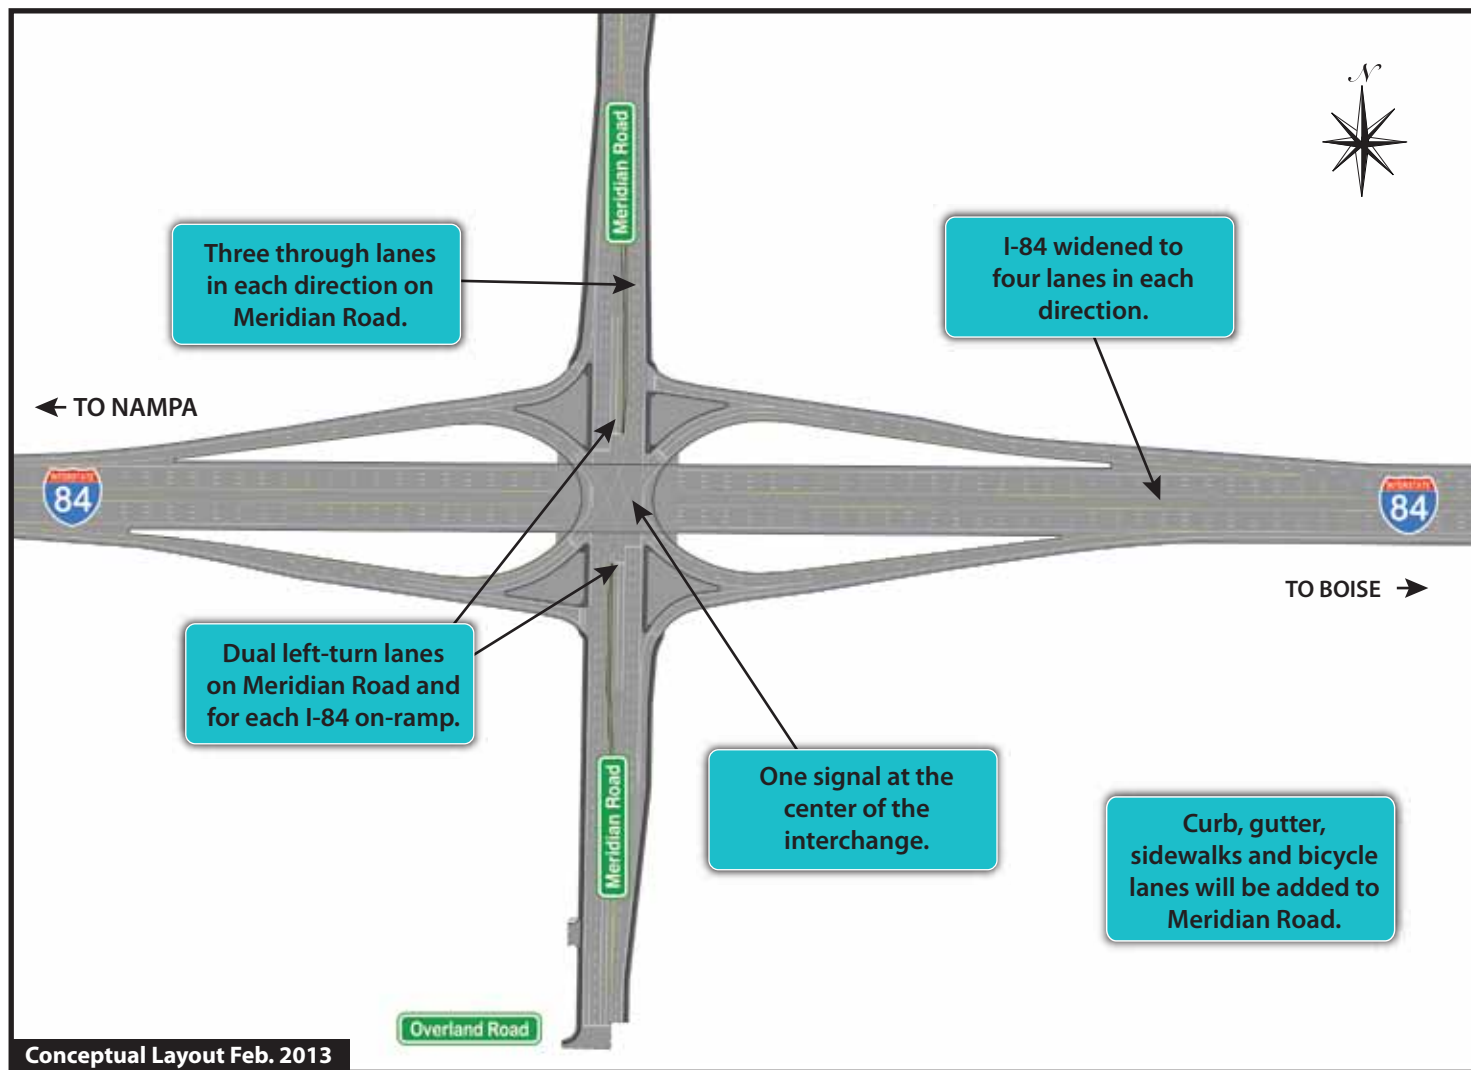 N
Meridian Road
Three through lanes
in each direction on
Meridian Road.
I-84 widened to
four lanes in each
direction.
TO NAMPA
INTERSTATE
84
INTERSTATE
84
TO BOISE
Dual left-turn lanes
on Meridian Road and
for each I-84 on-ramp.
Meridian Road
One signal at the
center of the
interchange.
Curb, gutter,
sidewalks and bicycle
lanes will be added to
Meridian Road.
Overland Road
Conceptual Layout Feb. 2013